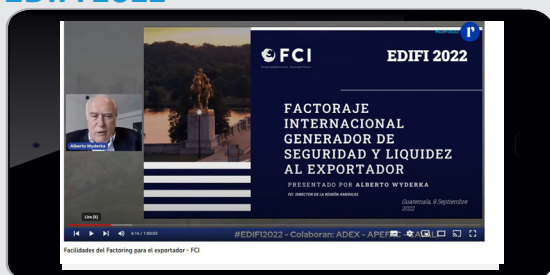 FCI
EDIFI 2022
FACTORAJE
INTERNACIONAL
GENERADOR DE
SEGURIDAD Y LIQUIDEZ
AL EXPORTADOR
PRESENTADO POR ALBERTO WYDERKA
FCI DIRECTOR DE LA REGIÓN AMERICAS
Guatemala, 9 Septiembre
2022
Alberto Wyderka
Live (k)
#EDIFI2022 - Colaboran: ADEX - APEFAC
Facilidades del Factoring para el exportador - FCI